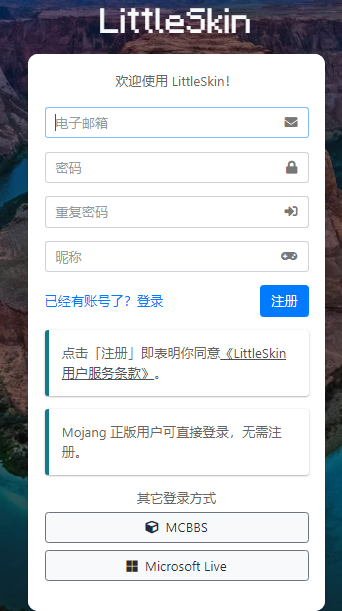 LittleSkin
欢迎使用 LittleSkin！
电子邮箱
密码
重复密码
昵称
已经有账号了？登录
注册
点击「注册」即表明你同意《LittleSkin
用户服务条款》。
Mojang 正版用户可直接登录，无需注
册。
其它登录方式
MCBBS
Microsoft Live